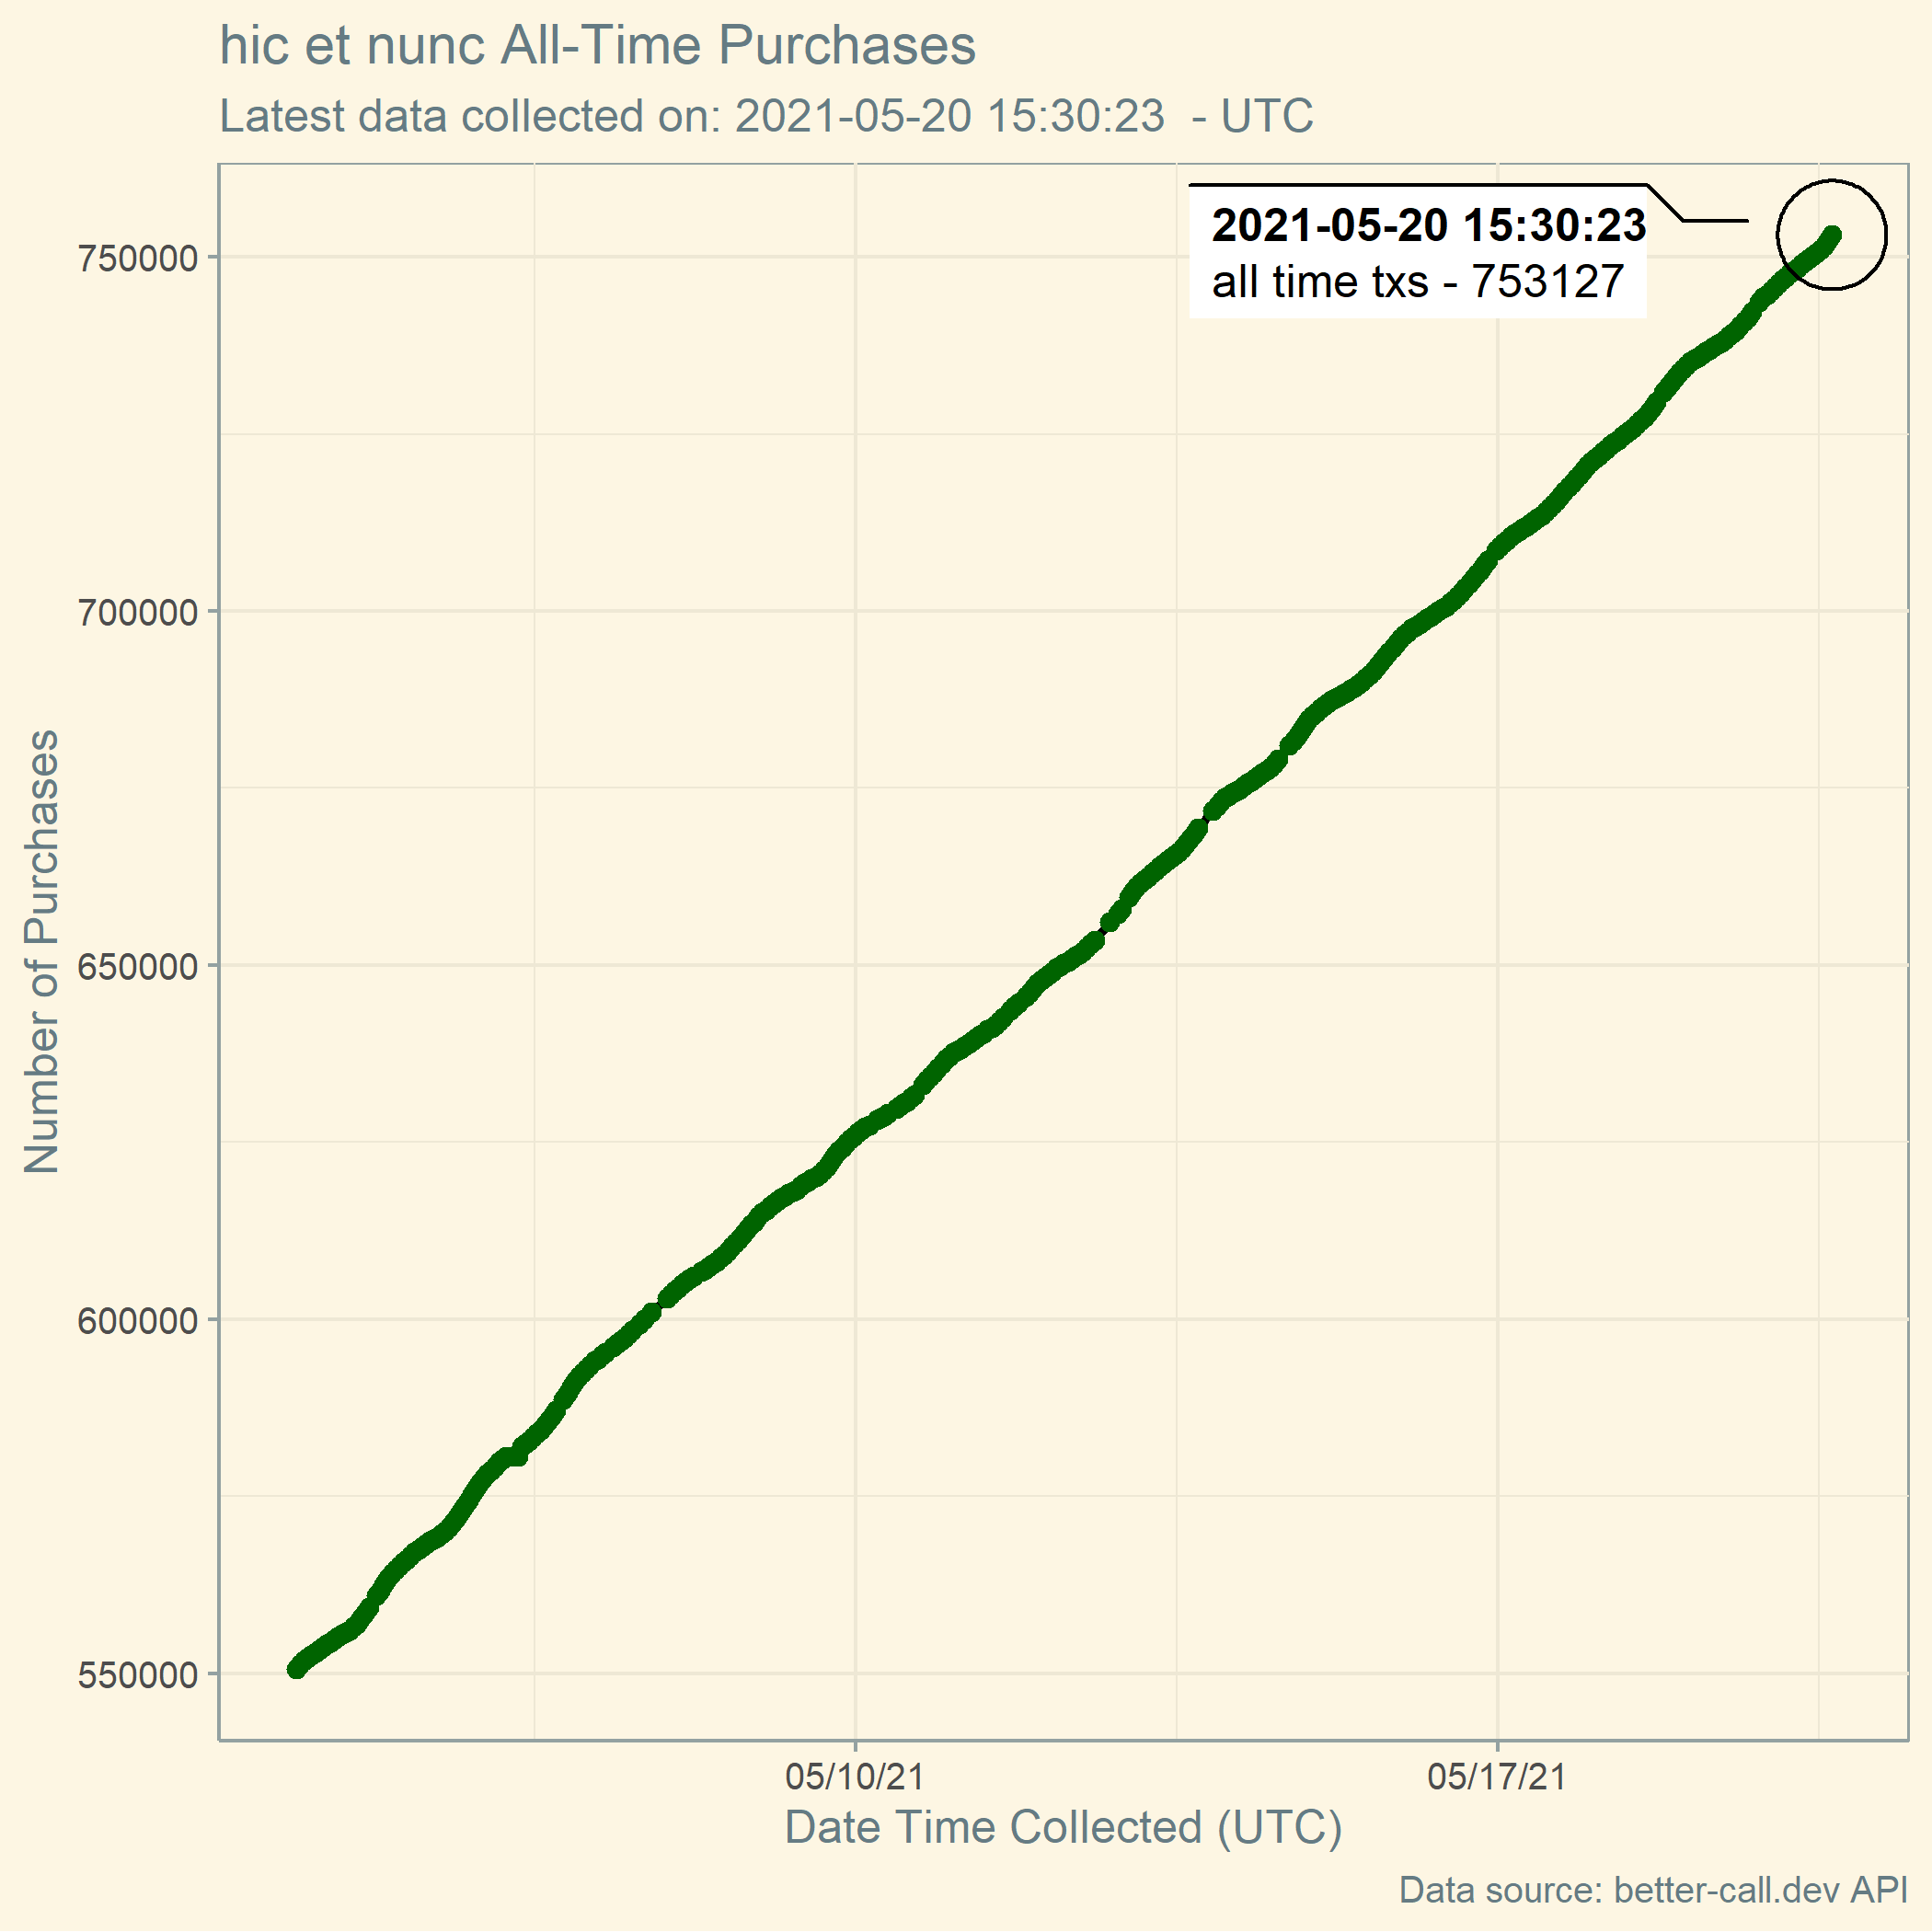 hic et nunc All-Time Purchases
Latest data collected on: 2021-05-20 15:30:23  - UTC
2021-05-20 15:30:23
all time txs - 753127
750000
700000
650000
600000
550000
Number of Purchases
05/10/21
05/17/21
Date Time Collected (UTC)
Data source: better-call.dev API